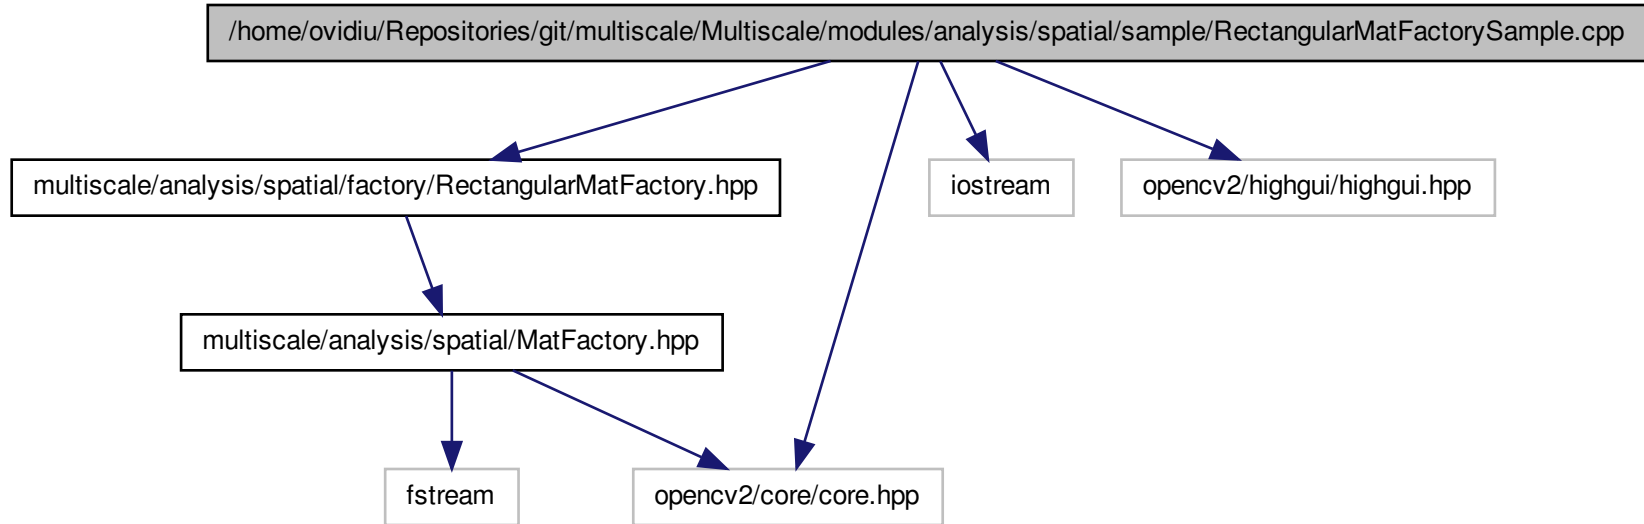 /home/ovidiu/Repositories/git/multiscale/Multiscale/modules/analysis/spatial/sample/RectangularMatFactorySample.cpp
multiscale/analysis/spatial/factory/RectangularMatFactory.hpp
iostream
opencv2/highgui/highgui.hpp
multiscale/analysis/spatial/MatFactory.hpp
fstream
opencv2/core/core.hpp